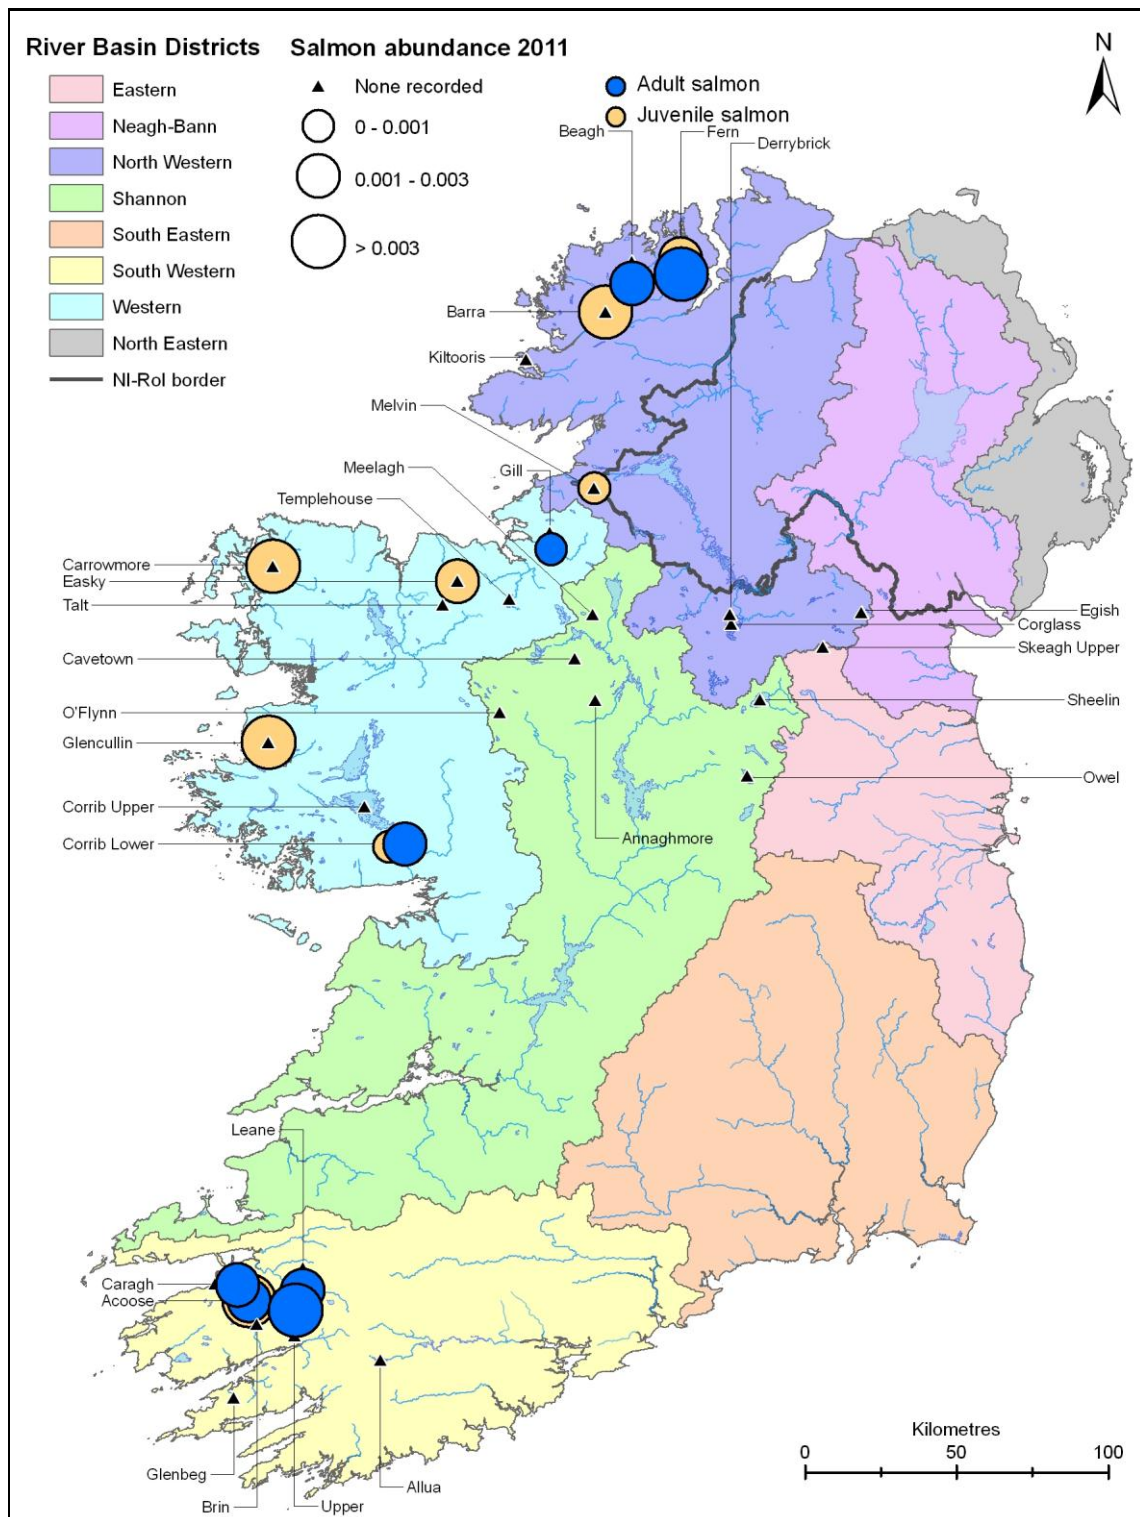 River Basin Districts
Eastern
Neagh-Bann
North Western
Shannon
South Eastern
South Western
Western
North Eastern
NI-RoI border
Salmon abundance 2011
None recorded
0 - 0.001
0.001 - 0.003
> 0.003
Adult salmon
Juvenile salmon
N
Beagh
Fern
Derrybrick
Barra
Kiltooris
Melvin
Meelagh
Gill
Templehouse
Carrowmore
Easky
Talt
Egish
Corglass
Skeagh Upper
Cavetown
Sheelin
O'Flynn
Glencullin
Owel
Corrib Upper
Corrib Lower
Annaghmore
Leane
Caragh
Acoose
Glenbeg
Brin
Upper
Allua
Kilometres
0 50 100